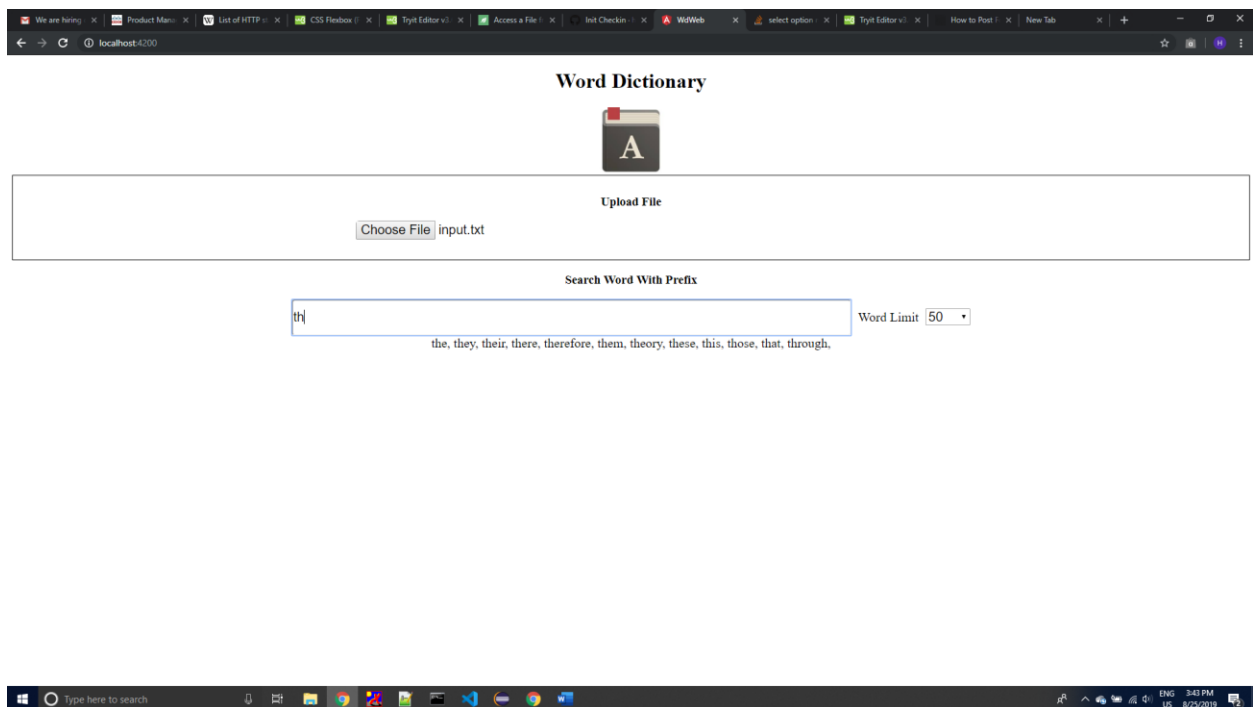 We are hiring Product Mana List of HTTP st CSS Flexbox (F Tryit Editor v3. Access a File fr Init Checkin · WdWeb select option Tryit Editor v3. How to Post F New Tab
localhost:4200 H
Word Dictionary
A
Upload File
Choose File input.txt
Search Word With Prefix
th Word Limit 50
the, they, their, there, therefore, them, theory, these, this, those, that, through,
Type here to search ENG 3:43 PM
US 8/25/2019 2